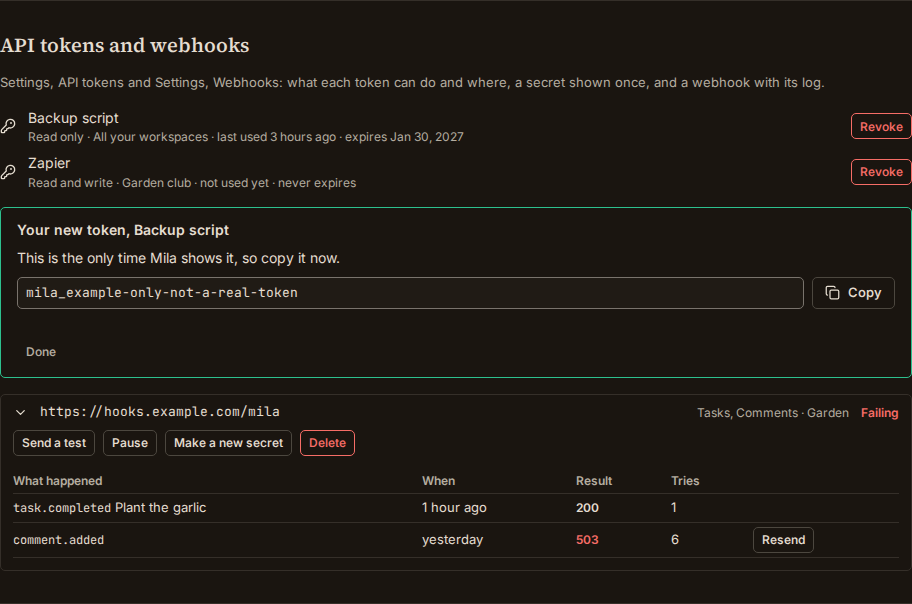 API tokens and webhooks
Settings, API tokens and Settings, Webhooks: what each token can do and where, a secret shown once, and a webhook with its log.
Backup script
Read only · All your workspaces · last used 3 hours ago · expires Jan 30, 2027
Revoke
Zapier
Read and write · Garden club · not used yet · never expires
Revoke
Your new token, Backup script
This is the only time Mila shows it, so copy it now.
mila_example-only-not-a-real-token
Copy
Done
https://hooks.example.com/mila
Tasks, Comments · Garden Failing
Send a test Pause Make a new secret Delete
What happened When Result Tries
task.completed Plant the garlic 1 hour ago 200 1
comment.added yesterday 503 6 Resend